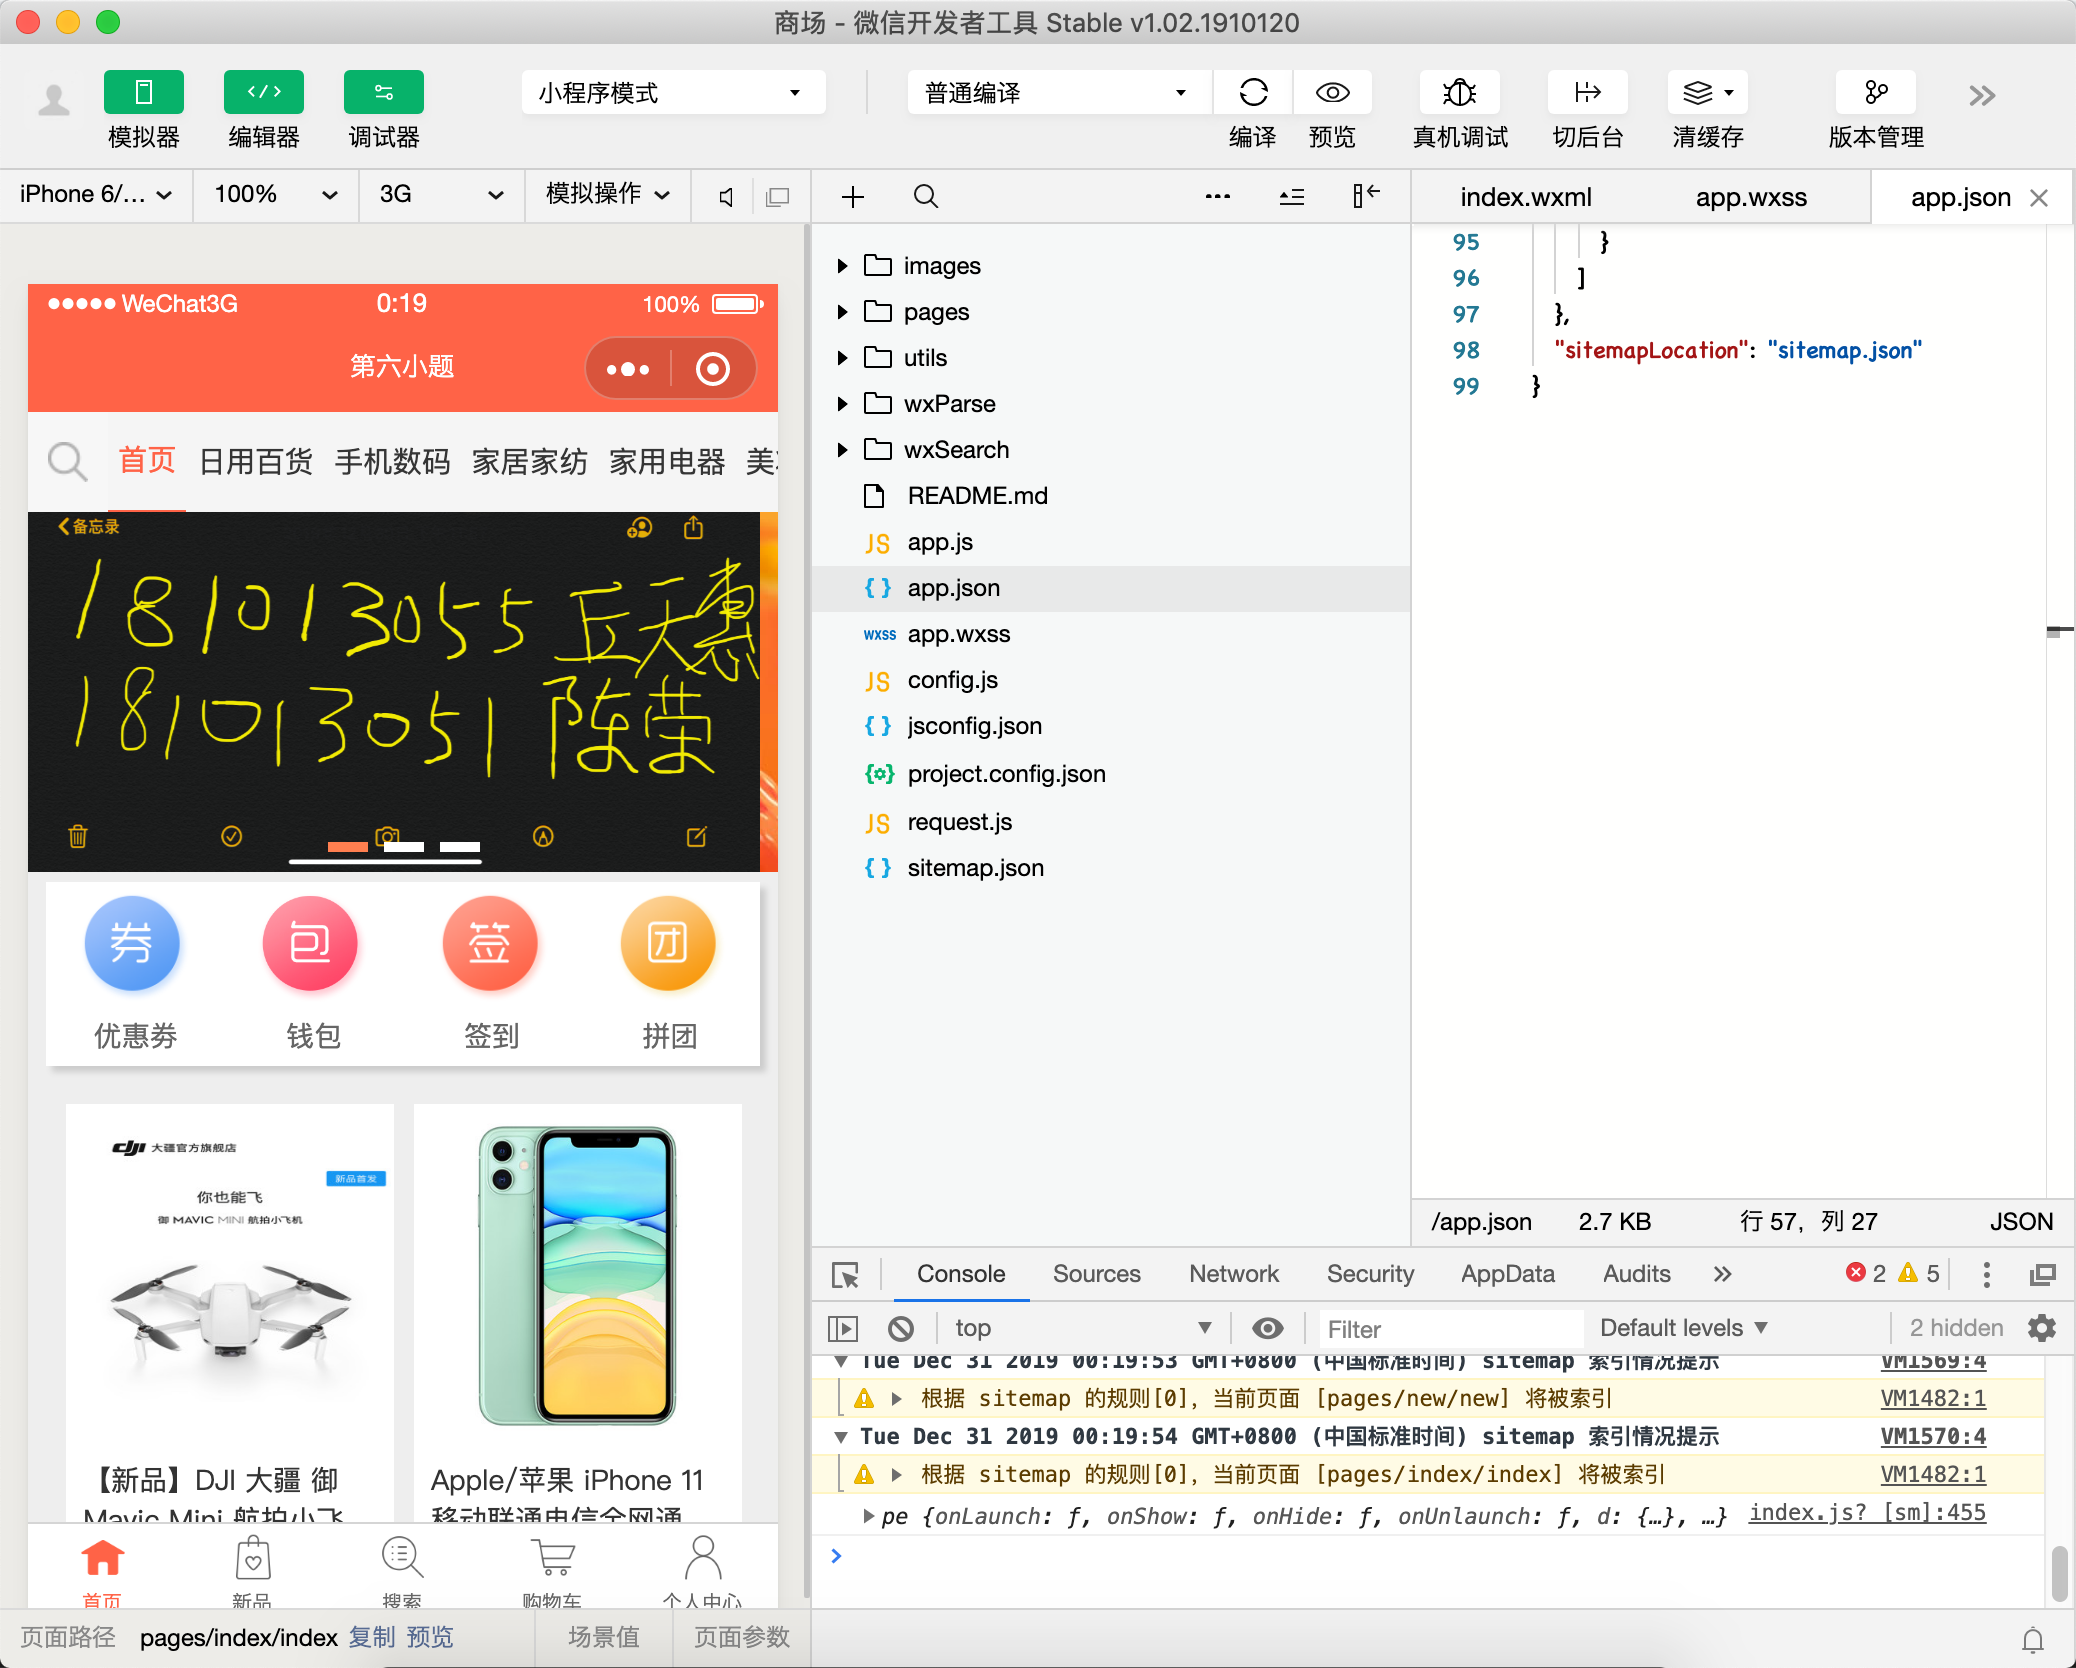 商场 - 微信开发者工具 Stable v1.02.1910120
模拟器
编辑器
调试器
小程序模式
普通编译
编译
预览
真机调试
切后台
清缓存
版本管理
iPhone 6/...
100%
3G
模拟操作
index.wxml
app.wxss
app.json
WeChat3G
0:19
100%
第六小题
首页 日用百货 手机数码 家居家纺 家用电器 美
备忘录
181013055 丘天惠
181013051 陈荣
券
包
签
团
优惠券
钱包
签到
拼团
dji 大疆官方旗舰店
新品首发
你也能飞
御 MAVIC MINI 航拍小飞机
【新品】DJI 大疆 御
Mavic Mini 航拍小飞
Apple/苹果 iPhone 11
移动联通电信全网通
首页
新品
搜索
购物车
个人中心
页面路径 pages/index/index 复制 预览
场景值
页面参数
images
pages
utils
wxParse
wxSearch
README.md
JS app.js
{ } app.json
WXSS app.wxss
JS config.js
{ } jsconfig.json
project.config.json
JS request.js
{ } sitemap.json
95 }
96 ]
97 },
98 "sitemapLocation": "sitemap.json"
99 }
/app.json
2.7 KB
行 57，列 27
JSON
Console
Sources
Network
Security
AppData
Audits
2
5
top
Filter
Default levels
2 hidden
Tue Dec 31 2019 00:19:53 GMT+0800 (中国标准时间) sitemap 索引情况提示 VM1569:4
根据 sitemap 的规则[0]，当前页面 [pages/new/new] 将被索引 VM1482:1
Tue Dec 31 2019 00:19:54 GMT+0800 (中国标准时间) sitemap 索引情况提示 VM1570:4
根据 sitemap 的规则[0]，当前页面 [pages/index/index] 将被索引 VM1482:1
pe {onLaunch: f, onShow: f, onHide: f, onUnlaunch: f, d: {…}, …} index.js? [sm]:455